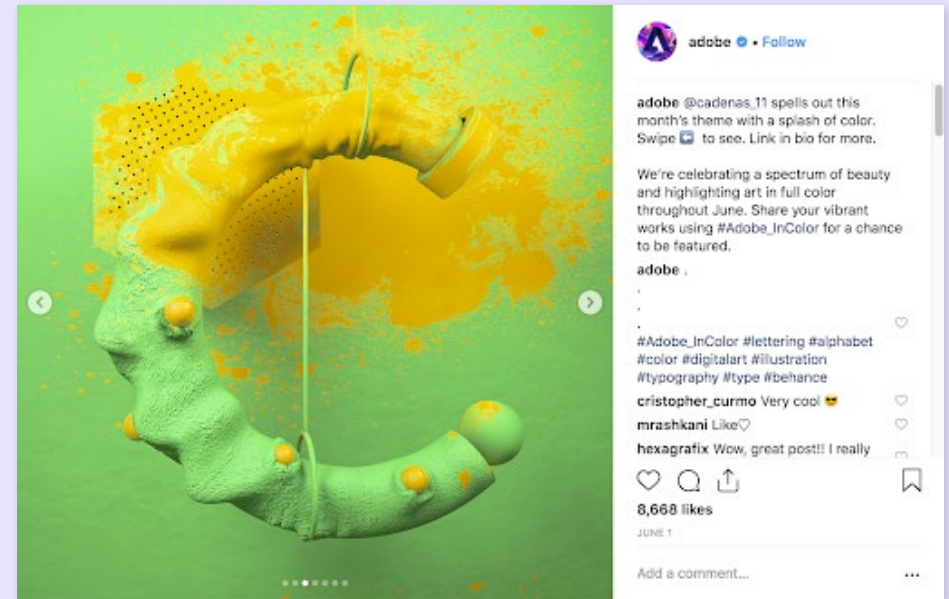 adobe • Follow
adobe @cadenas_11 spells out this
month's theme with a splash of color.
Swipe ⬅️ to see. Link in bio for more.
We're celebrating a spectrum of beauty
and highlighting art in full color
throughout June. Share your vibrant
works using #Adobe_InColor for a chance
to be featured.
adobe .
.
.
.
#Adobe_InColor #lettering #alphabet
#color #digitalart #illustration
#typography #type #behance
cristopher_curmo Very cool 😎
mrashkani Like♡
hexagrafix Wow, great post!! I really
8,668 likes
JUNE 1
Add a comment...